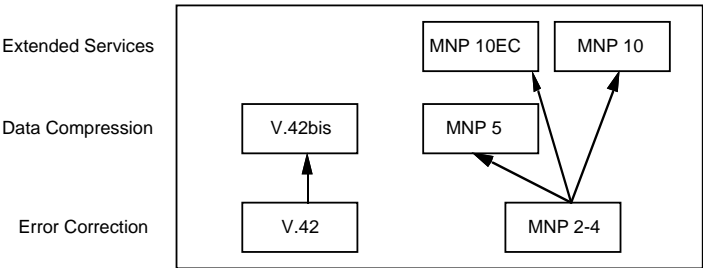 Extended Services MNP 10EC MNP 10
Data Compression V.42bis MNP 5
Error Correction V.42 MNP 2-4